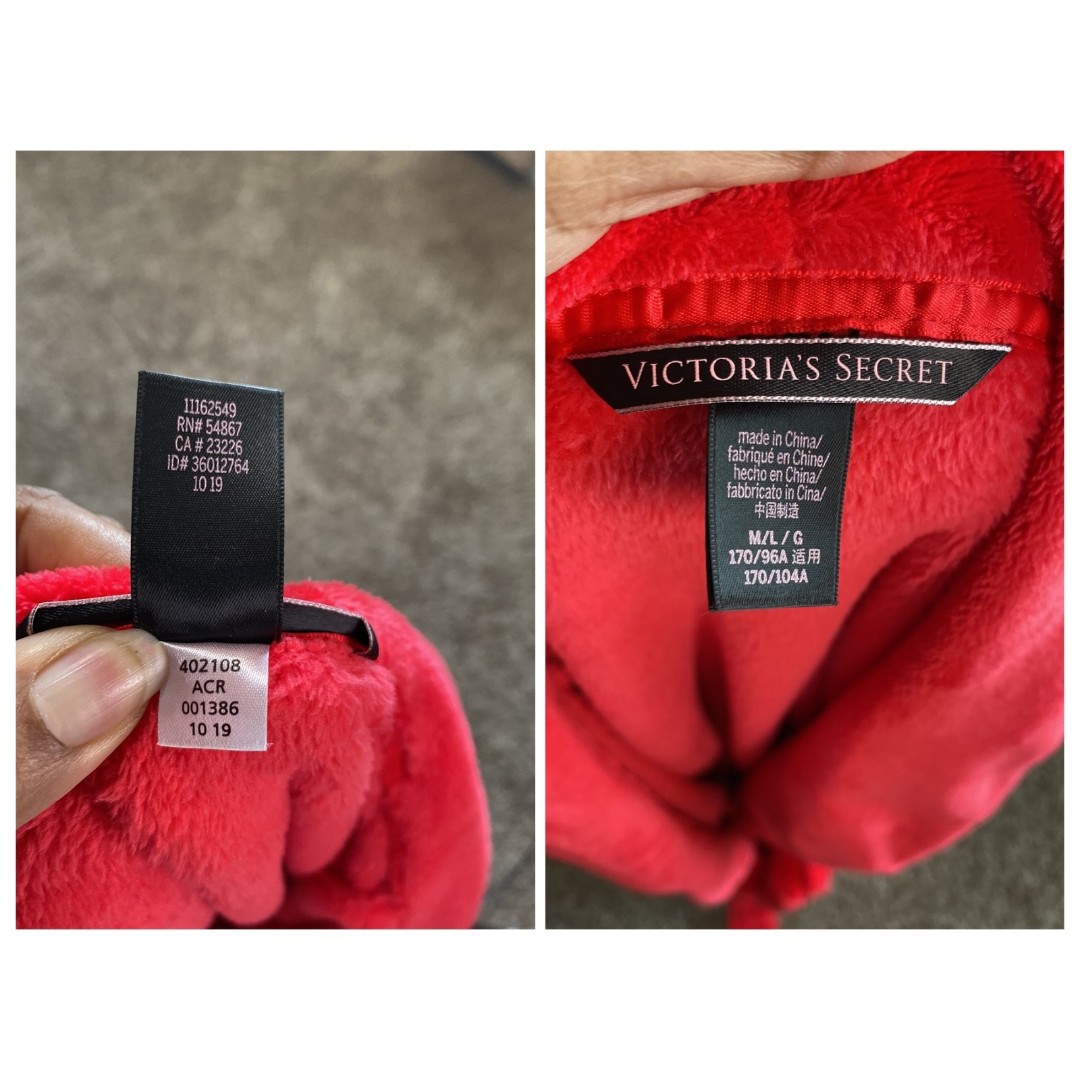 11162549
RN# 54867
CA # 23226
ID# 36012764
10 19
402108
ACR
001386
10 19
VICTORIA'S SECRET
made in China/
fabriqué en Chine/
hecho en China/
fabbricato in Cina/
中国制造
M/L / G
170/96A 适用
170/104A